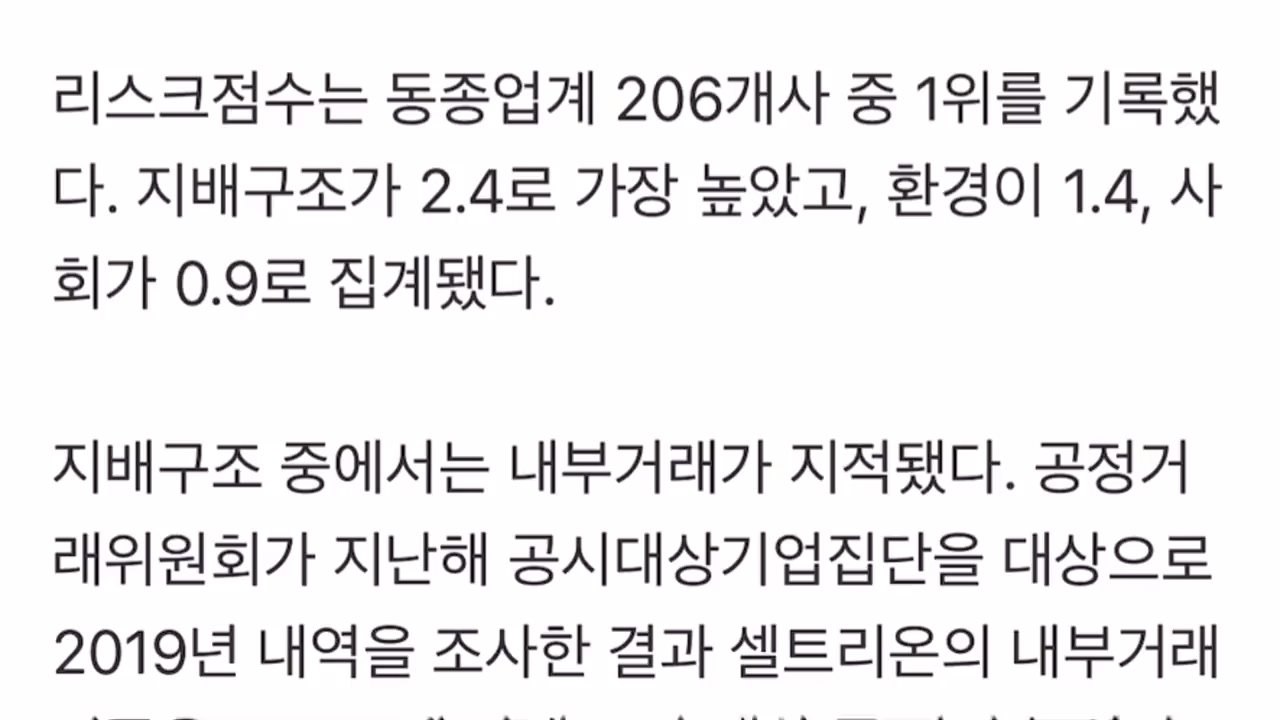 리스크점수는 동종업계 206개사 중 1위를 기록했
다. 지배구조가 2.4로 가장 높았고, 환경이 1.4, 사
회가 0.9로 집계됐다.
지배구조 중에서는 내부거래가 지적됐다. 공정거
래위원회가 지난해 공시대상기업집단을 대상으로
2019년 내역을 조사한 결과 셀트리온의 내부거래